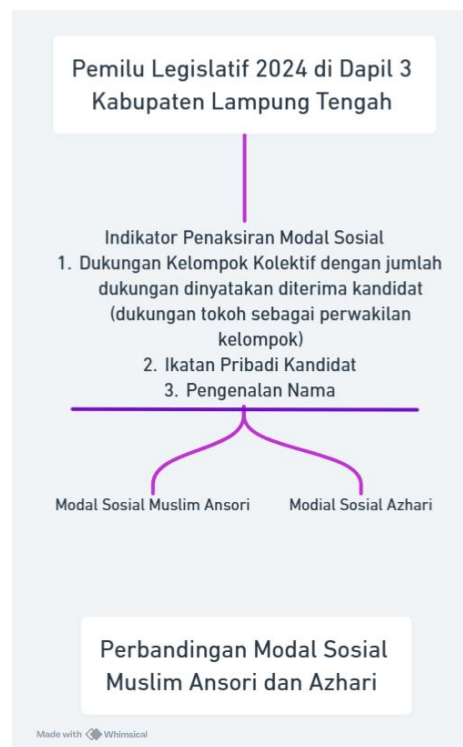 Pemilu Legislatif 2024 di Dapil 3
Kabupaten Lampung Tengah
Indikator Penaksiran Modal Sosial
1. Dukungan Kelompok Kolektif dengan jumlah
dukungan dinyatakan diterima kandidat
(dukungan tokoh sebagai perwakilan
kelompok)
2. Ikatan Pribadi Kandidat
3. Pengenalan Nama
Modal Sosial Muslim Ansori
Modial Sosial Azhari
Perbandingan Modal Sosial
Muslim Ansori dan Azhari
Made with Whimsical